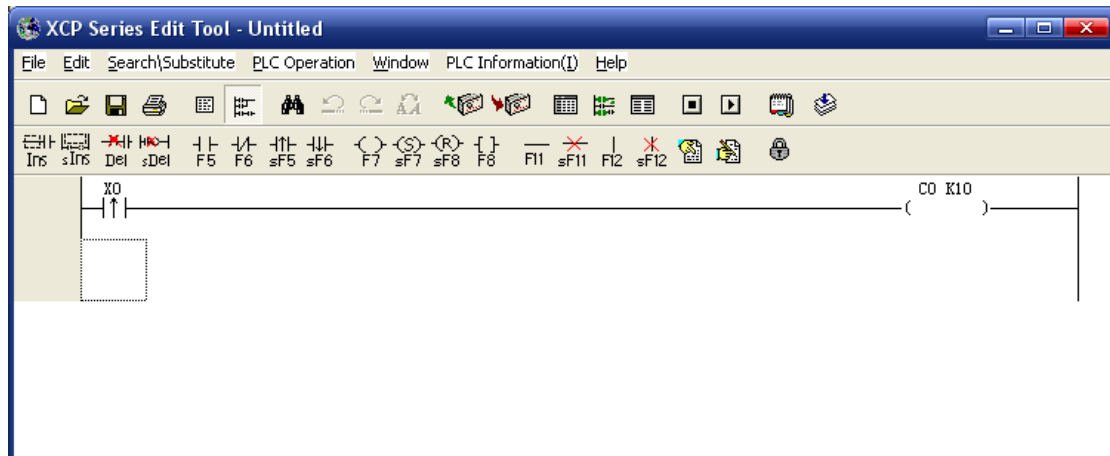 XCP Series Edit Tool - Untitled
File Edit Search\Substitute PLC Operation Window PLC Information(I) Help
Ins sIns Del sDel F5 F6 sF5 sF6 F7 sF7 sF8 F8 F11 sF11 F12 sF12
X0 C0 K10